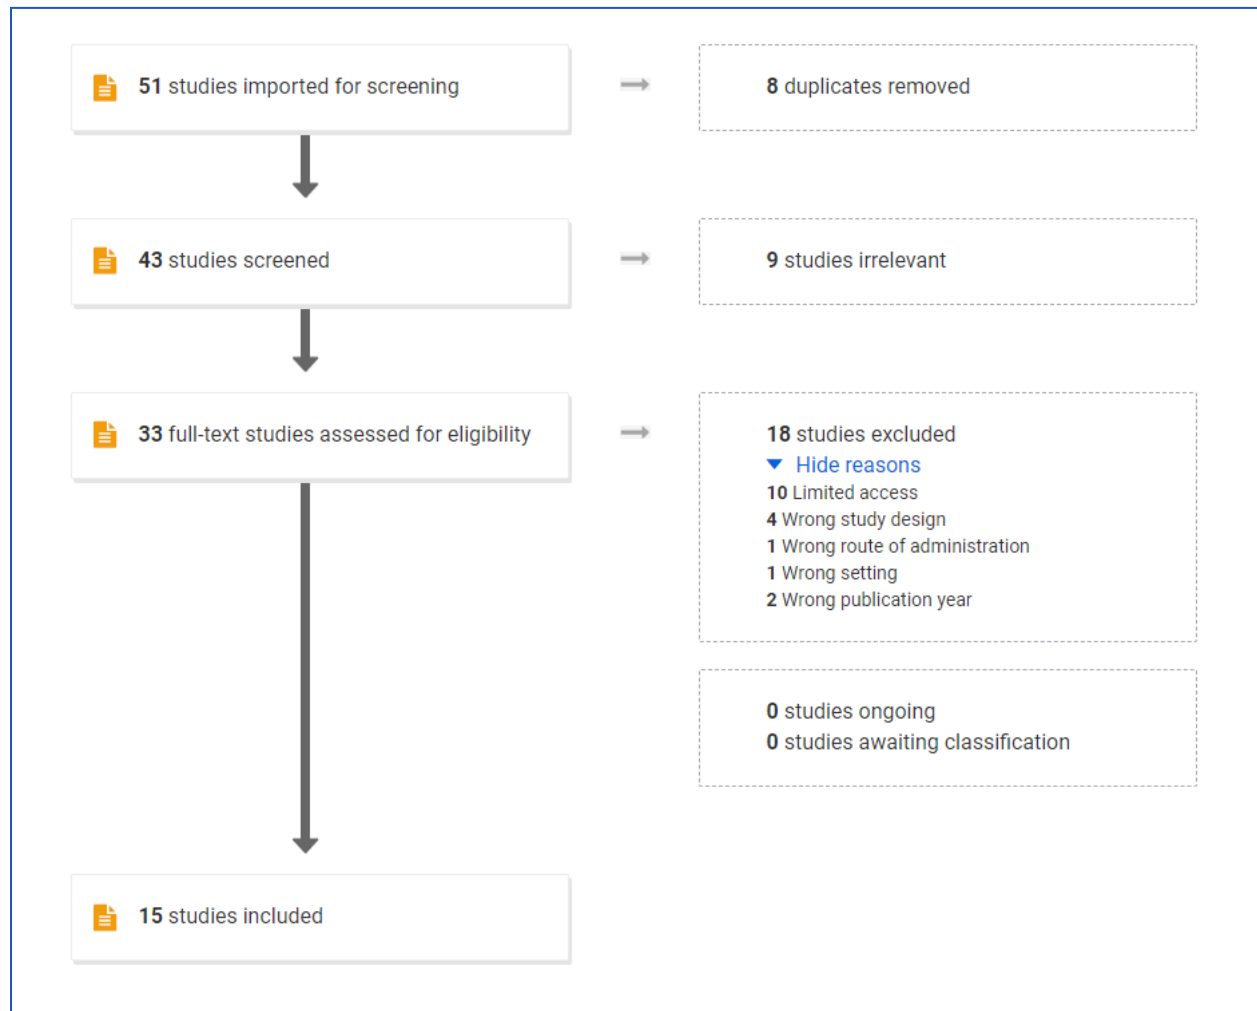 51 studies imported for screening
8 duplicates removed
43 studies screened
9 studies irrelevant
33 full-text studies assessed for eligibility
18 studies excluded
Hide reasons
10 Limited access
4 Wrong study design
1 Wrong route of administration
1 Wrong setting
2 Wrong publication year
0 studies ongoing
0 studies awaiting classification
15 studies included